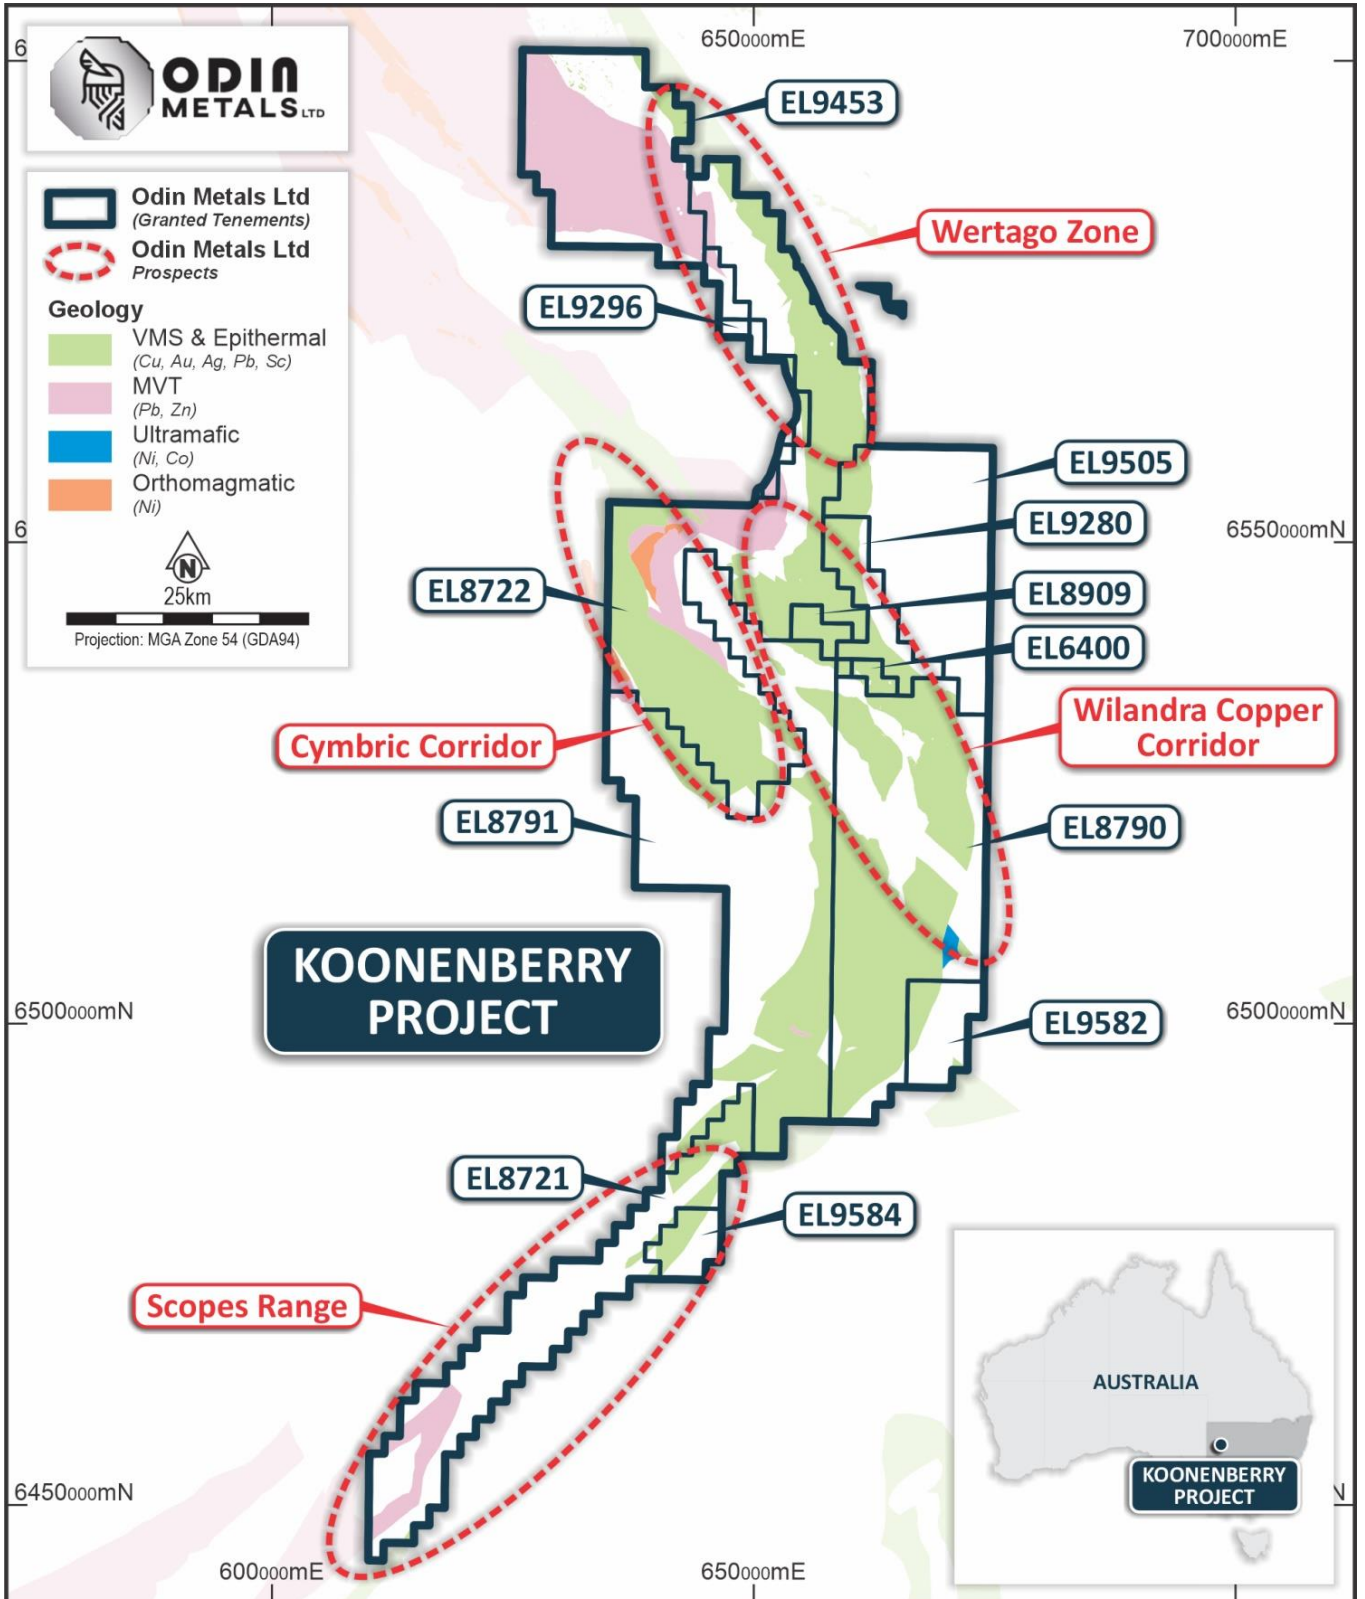 650000mE
700000mE
ODIN
METALS LTD
Odin Metals Ltd
(Granted Tenements)
Odin Metals Ltd
Prospects
Geology
VMS & Epithermal
(Cu, Au, Ag, Pb, Sc)
MVT
(Pb, Zn)
Ultramafic
(Ni, Co)
Orthomagmatic
(Ni)
N
25km
Projection: MGA Zone 54 (GDA94)
EL9453
Wertago Zone
EL9296
EL9505
EL9280
6550000mN
6
6
EL8722
EL8909
EL6400
Cymbric Corridor
Wilandra Copper
Corridor
EL8791
EL8790
KOONENBERRY
PROJECT
6500000mN
EL9582
6500000mN
EL8721
EL9584
Scopes Range
AUSTRALIA
KOONENBERRY
PROJECT
6450000mN
N
600000mE
650000mE